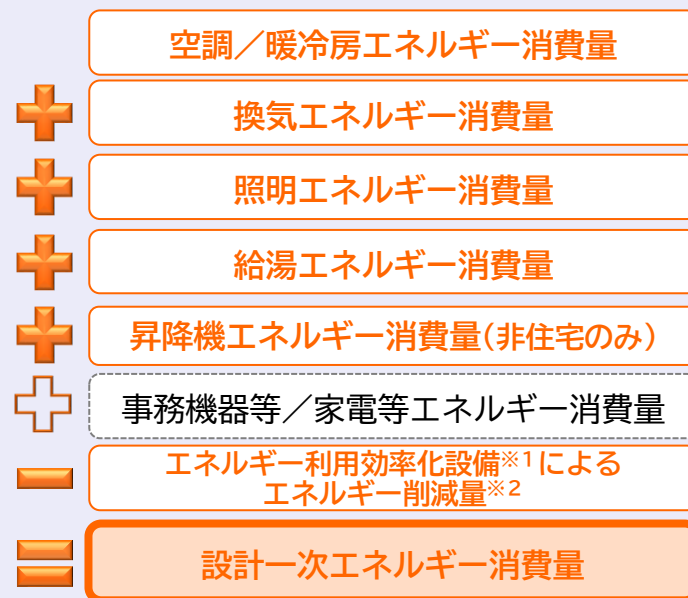 空調／暖冷房エネルギー消費量
換気エネルギー消費量
照明エネルギー消費量
給湯エネルギー消費量
昇降機エネルギー消費量(非住宅のみ)
事務機器等／家電等エネルギー消費量
エネルギー利用効率化設備※1による
エネルギー削減量※2
設計一次エネルギー消費量